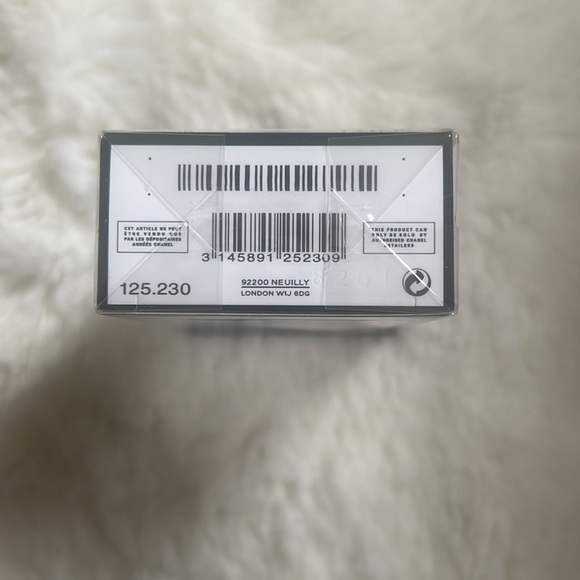 CET ARTICLE NE PEUT
ÊTRE VENDU QUE
PAR LES DÉPOSITAIRES
AGRÉÉS CHANEL
THIS PRODUCT CAN
ONLY BE SOLD BY
AUTHORISED CHANEL
RETAILERS
3 145891 252309
125.230
92200 NEUILLY
LONDON W1J 6DG